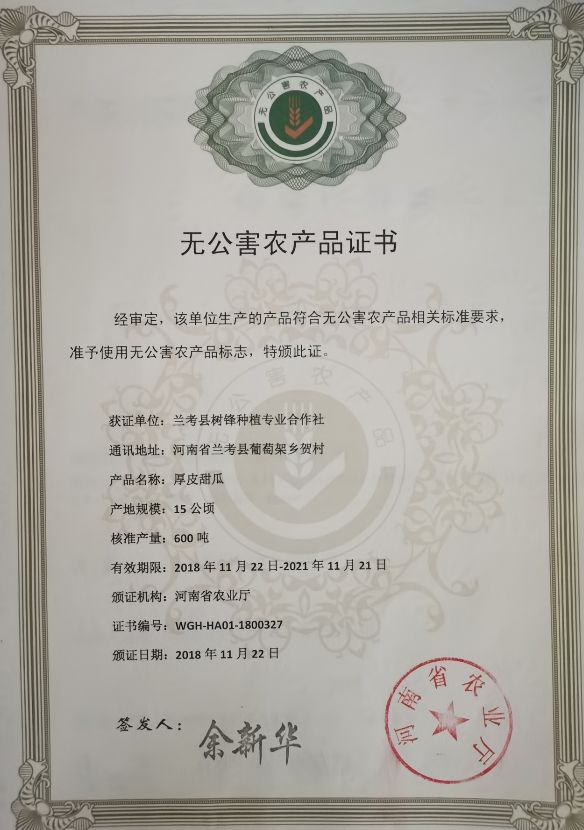 无公害农产品
无公害农产品证书
经审定，该单位生产的产品符合无公害农产品相关标准要求，
准予使用无公害农产品标志，特颁此证。
获证单位：兰考县树锋种植专业合作社
通讯地址：河南省兰考县葡萄架乡贺村
产品名称：厚皮甜瓜
产地规模：15 公顷
核准产量：600 吨
有效期限：2018 年 11 月 22 日-2021 年 11 月 21 日
颁证机构：河南省农业厅
证书编号：WGH-HA01-1800327
颁证日期：2018 年 11 月 22 日
签发人：余新华
河南省农业厅